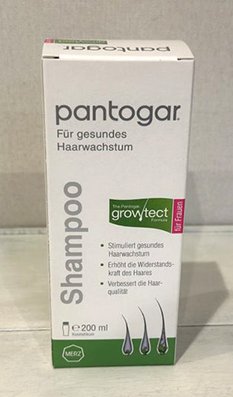 pantogar
pantogar.
Für gesundes
Haarwachstum
Shampoo
The Pantogar
growtect
Formula
für Frauen
• Stimuliert gesundes
Haarwachstum
• Erhöht die Widerstands-
kraft des Haares
• Verbessert die Haar-
qualität
℮ 200 ml
Kosmetikum
MERZ